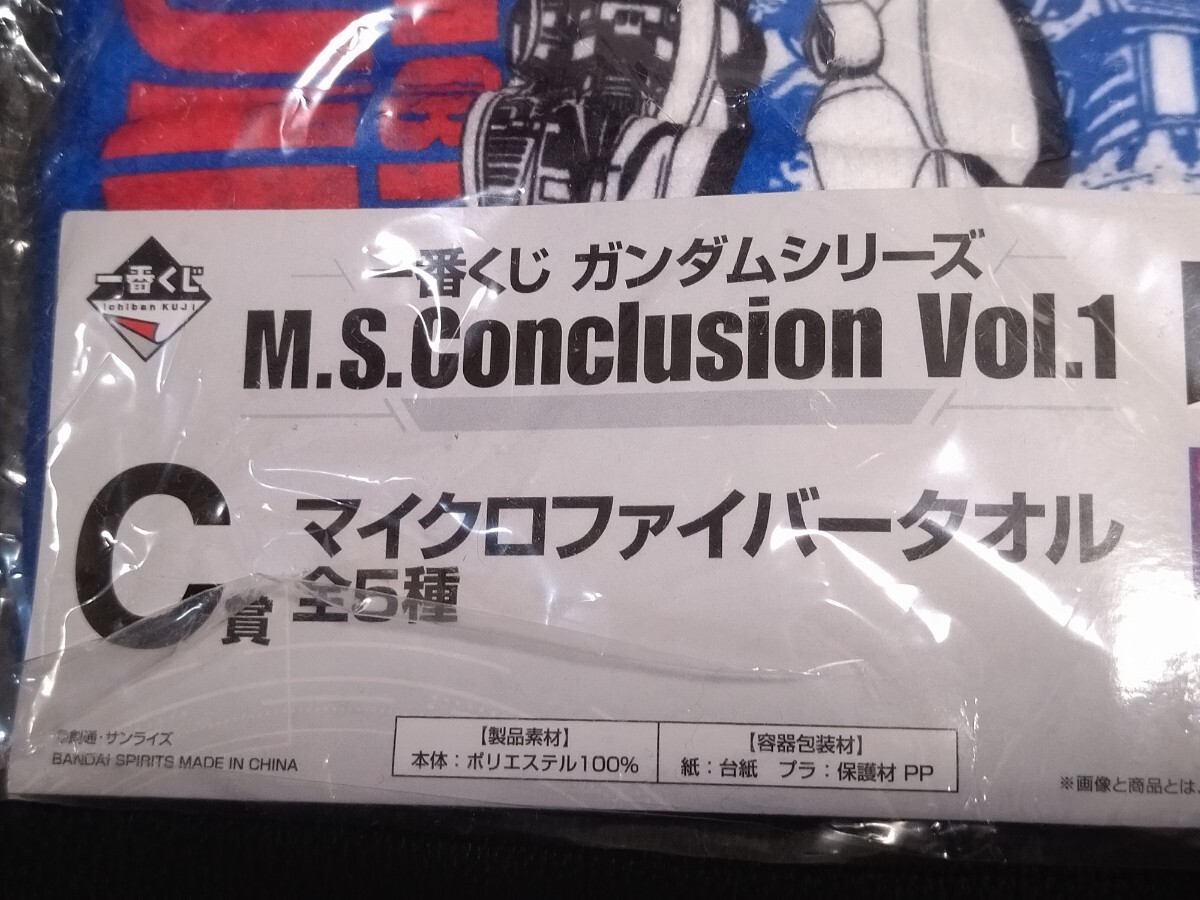 一番くじ
Ichiban KUJI
一番くじ ガンダムシリーズ
M.S.Conclusion Vol.1
C賞
マイクロファイバータオル
全5種
©創通・サンライズ
BANDAI SPIRITS MADE IN CHINA
【製品素材】
本体：ポリエステル100%
【容器包装材】
紙：台紙 プラ：保護材 PP
※画像と商品とは、